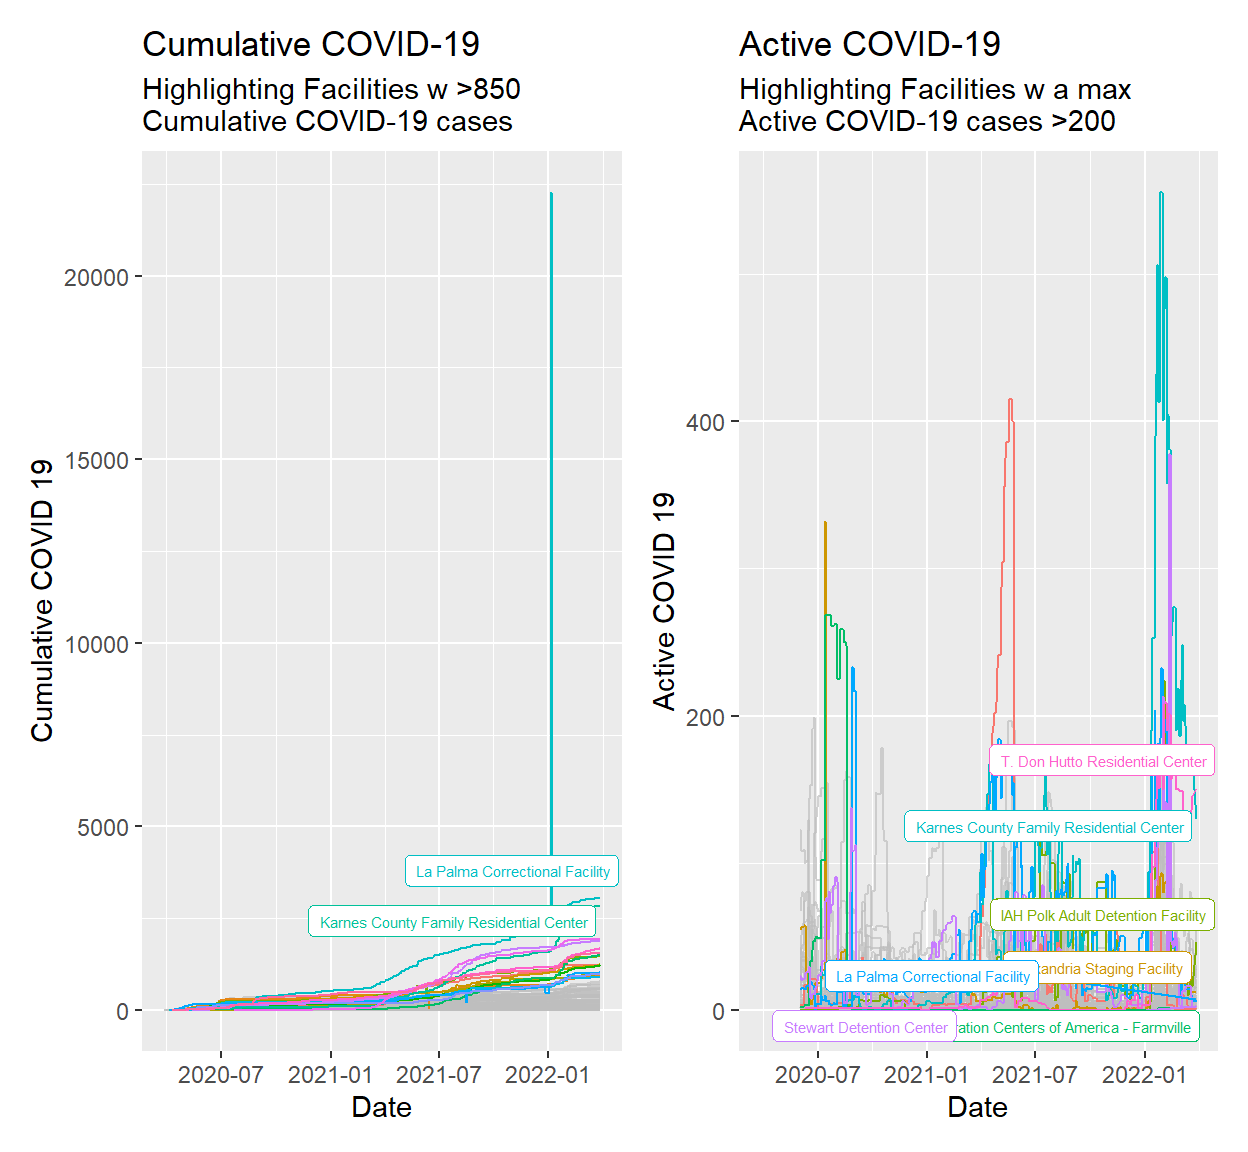 Cumulative COVID-19
Highlighting Facilities w >850
Cumulative COVID-19 cases
Cumulative COVID 19
20000
15000
10000
5000
0
La Palma Correctional Facility
Karnes County Family Residential Center
2020-07
2021-01
2021-07
2022-01
Date
Active COVID-19
Highlighting Facilities w a max
Active COVID-19 cases >200
Active COVID 19
400
200
0
T. Don Hutto Residential Center
Karnes County Family Residential Center
IAH Polk Adult Detention Facility
La Palma Correctional Facility
Staging Facility
Stewart Detention Center
Centers of America - Farmville
2020-07
2021-01
2021-07
2022-01
Date